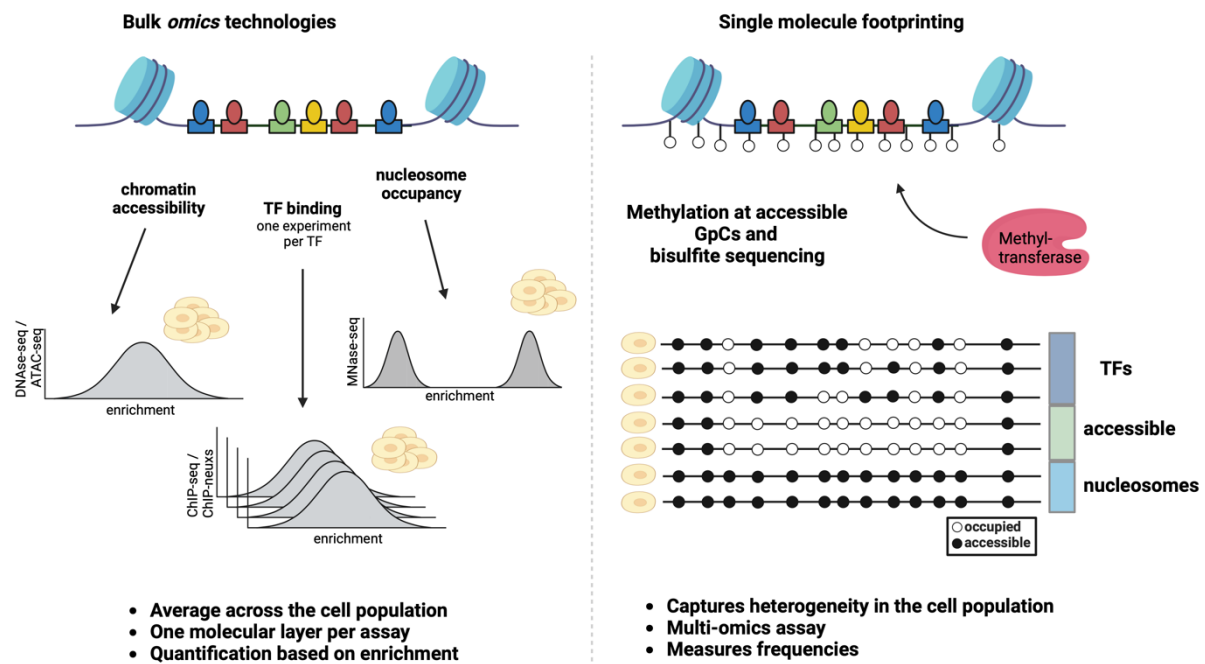 Bulk omics technologies
chromatin
accessibility
TF binding
one experiment
per TF
nucleosome
occupancy
DNAse-seq /
ATAC-seq
enrichment
MNase-seq
enrichment
ChIP-seq /
ChIP-neuxs
enrichment
• Average across the cell population
• One molecular layer per assay
• Quantification based on enrichment
Single molecule footprinting
Methylation at accessible
GpCs and
bisulfite sequencing
Methyl-
transferase
TFs
accessible
nucleosomes
occupied
accessible
• Captures heterogeneity in the cell population
• Multi-omics assay
• Measures frequencies